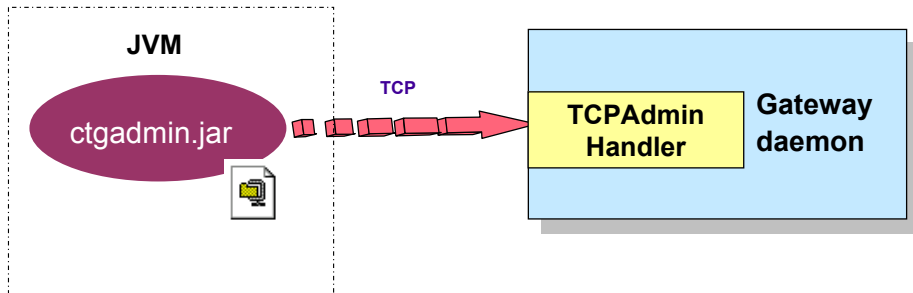 JVM
ctgadmin.jar
TCP
TCPAdmin
Handler
Gateway
daemon